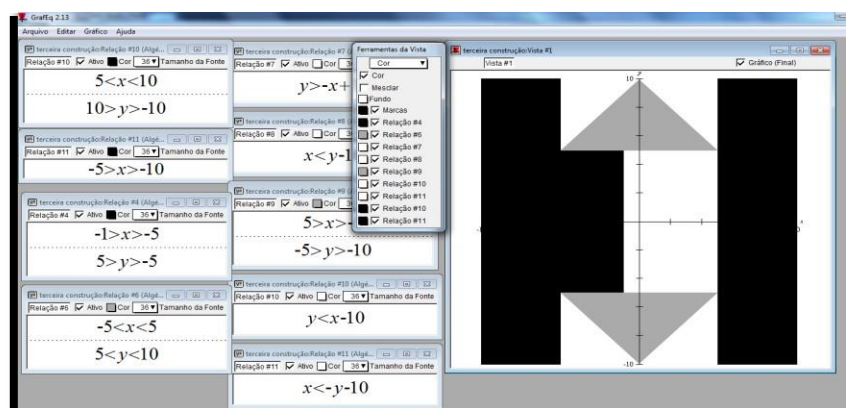 GrafEq 2.13
Arquivo Editar Gráfico Ajuda
terceira construção:Relação #10 (Algé...
Relação #10 Ativo Cor 36 Tamanho da Fonte
5<x<10
10>y>-10
terceira construção:Relação #11 (Algé...
Relação #11 Ativo Cor 36 Tamanho da Fonte
-5>x>-10
terceira construção:Relação #4 (Algé...
Relação #4 Ativo Cor 36 Tamanho da Fonte
-1>x>-5
5>y>-5
terceira construção:Relação #6 (Algé...
Relação #6 Ativo Cor 36 Tamanho da Fonte
-5<x<5
5<y<10
terceira construção:Relação #7
Relação #7 Ativo Cor
y>-x+
terceira construção:Relação #8
Relação #8 Ativo Cor
x<y-1
terceira construção:Relação #9
Relação #9 Ativo Cor
5>x>-
-5>y>-10
terceira construção:Relação #10 (Algé...
Relação #10 Ativo Cor 36 Tamanho da Fonte
y<x-10
terceira construção:Relação #11 (Algé...
Relação #11 Ativo Cor 36 Tamanho da Fonte
x<-y-10
Ferramentas da Vista
Cor
Cor
Mesclar
Fundo
Marcas
Relação #4
Relação #6
Relação #7
Relação #8
Relação #9
Relação #10
Relação #11
Relação #10
Relação #11
terceira construção:Vista #1
Vista #1 Gráfico (Final)
10
-10